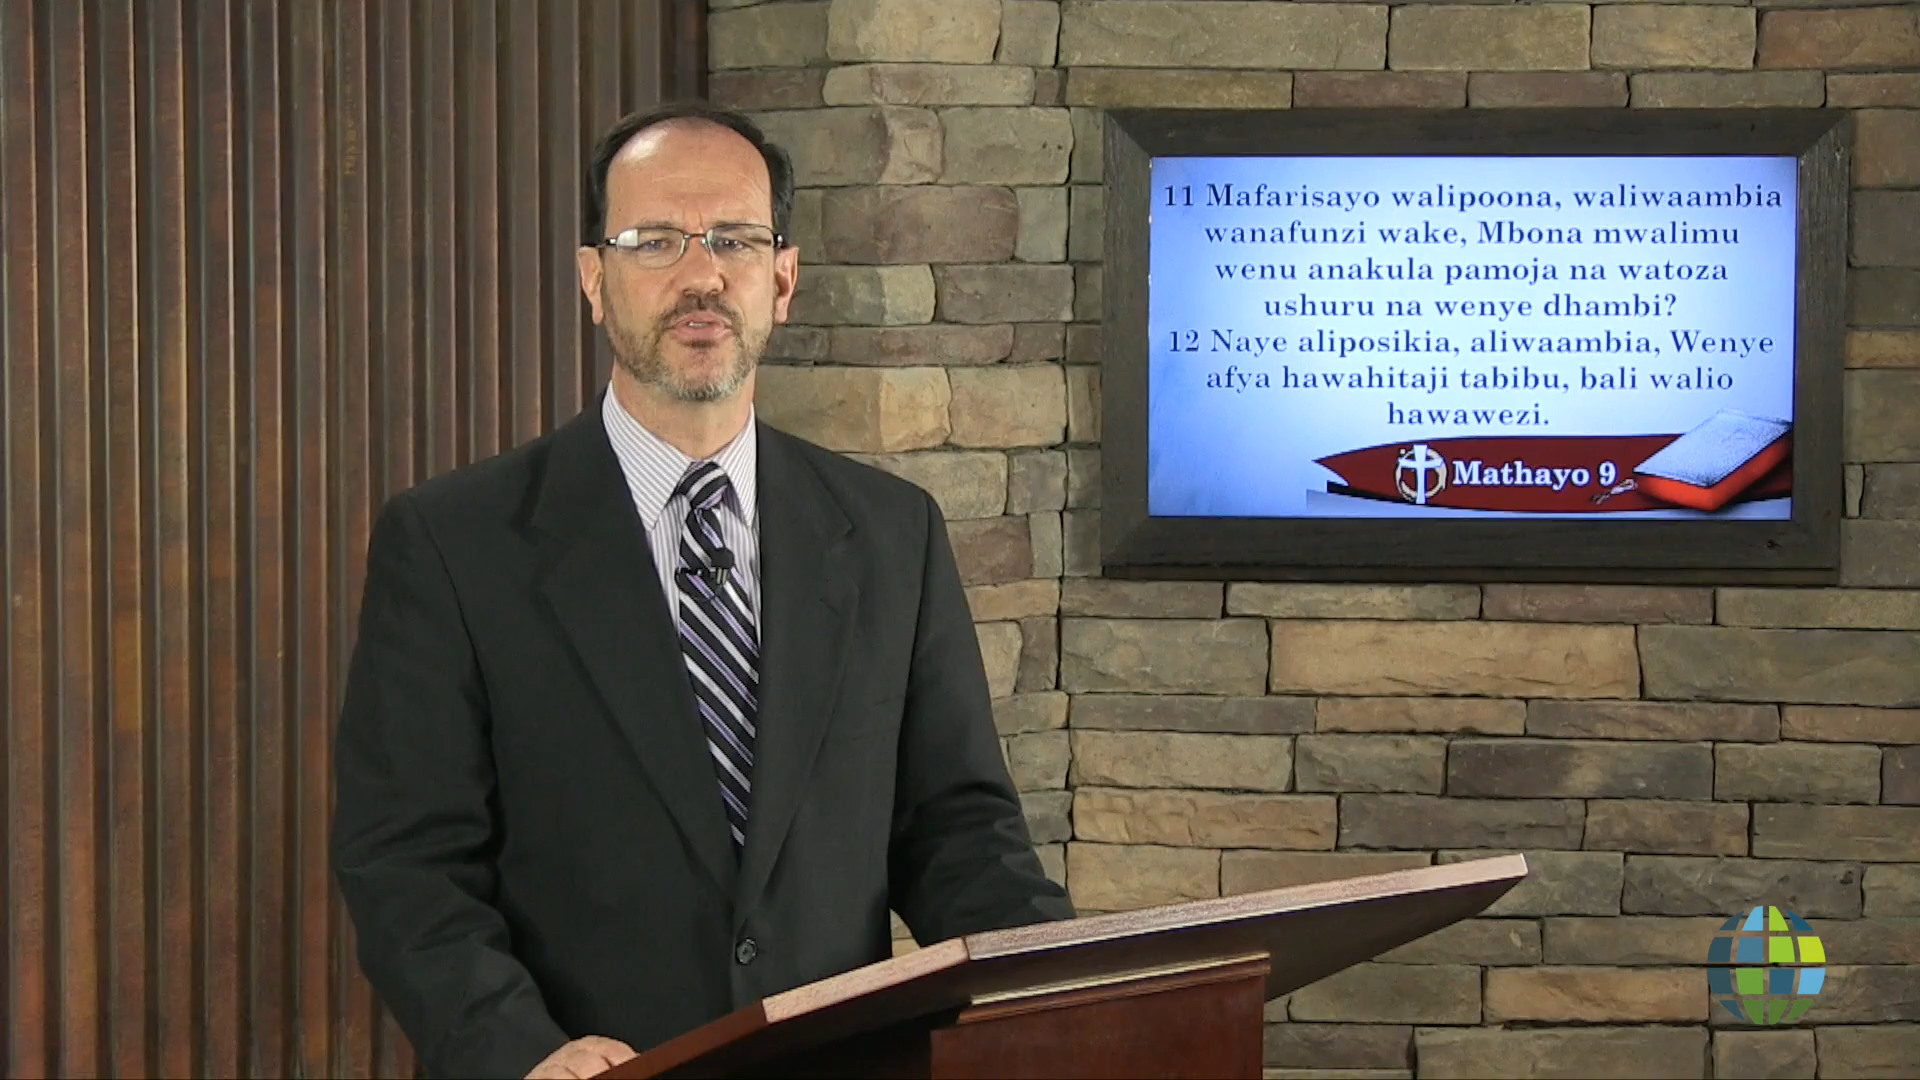 11 Mafarisayo walipoona, waliwaambia
wanafunzi wake, Mbona mwalimu
wenu anakula pamoja na watoza
ushuru na wenye dhambi?
12 Naye aliposikia, aliwaambia, Wenye
afya hawahitaji tabibu, bali walio
hawawezi.
Mathayo 9